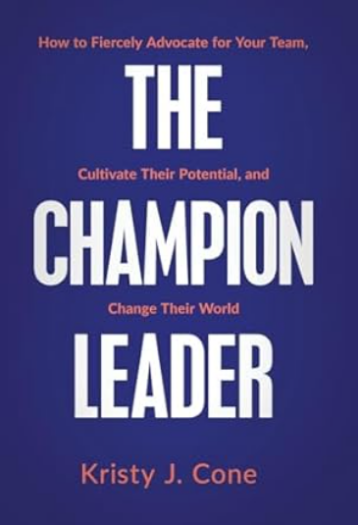 How to Fiercely Advocate for Your Team,
THE
Cultivate Their Potential, and
CHAMPION
Change Their World
LEADER
Kristy J. Cone